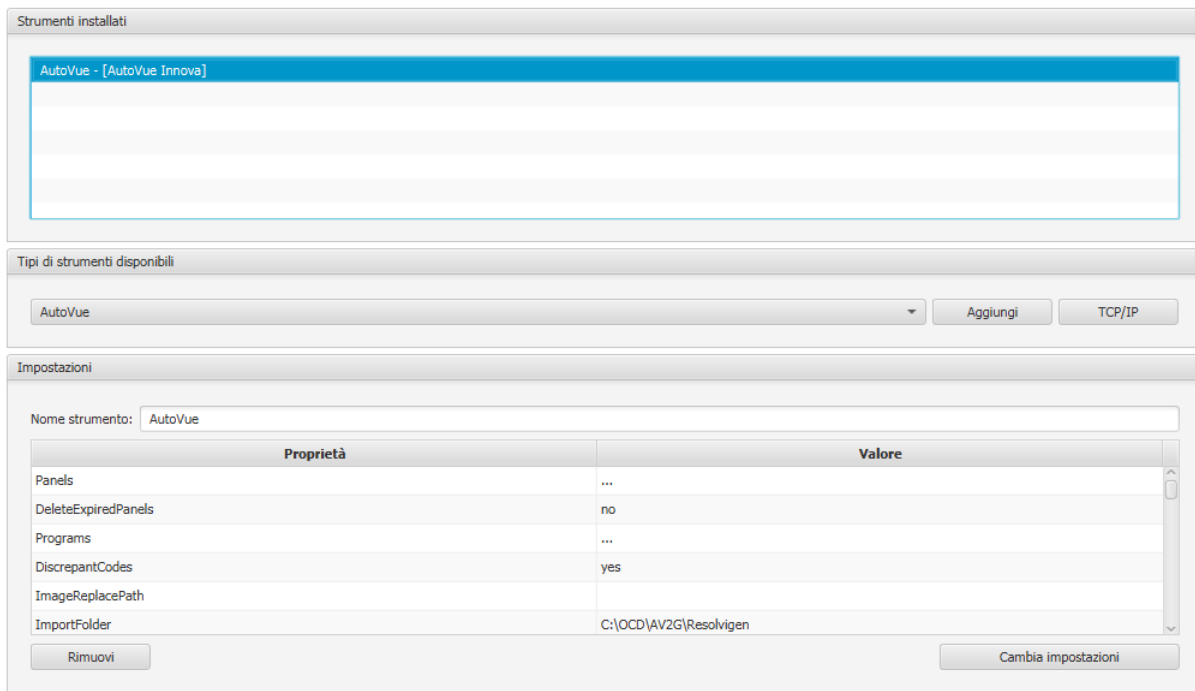 Strumenti installati
AutoVue - [AutoVue Innova]
Tipi di strumenti disponibili
AutoVue
Aggiungi
TCP/IP
Impostazioni
Nome strumento: AutoVue
Proprietà Valore
Panels ...
DeleteExpiredPanels no
Programs ...
DiscrepantCodes yes
ImageReplacePath
ImportFolder C:\OCD\AV2G\Resolvigen
Rimuovi Cambia impostazioni